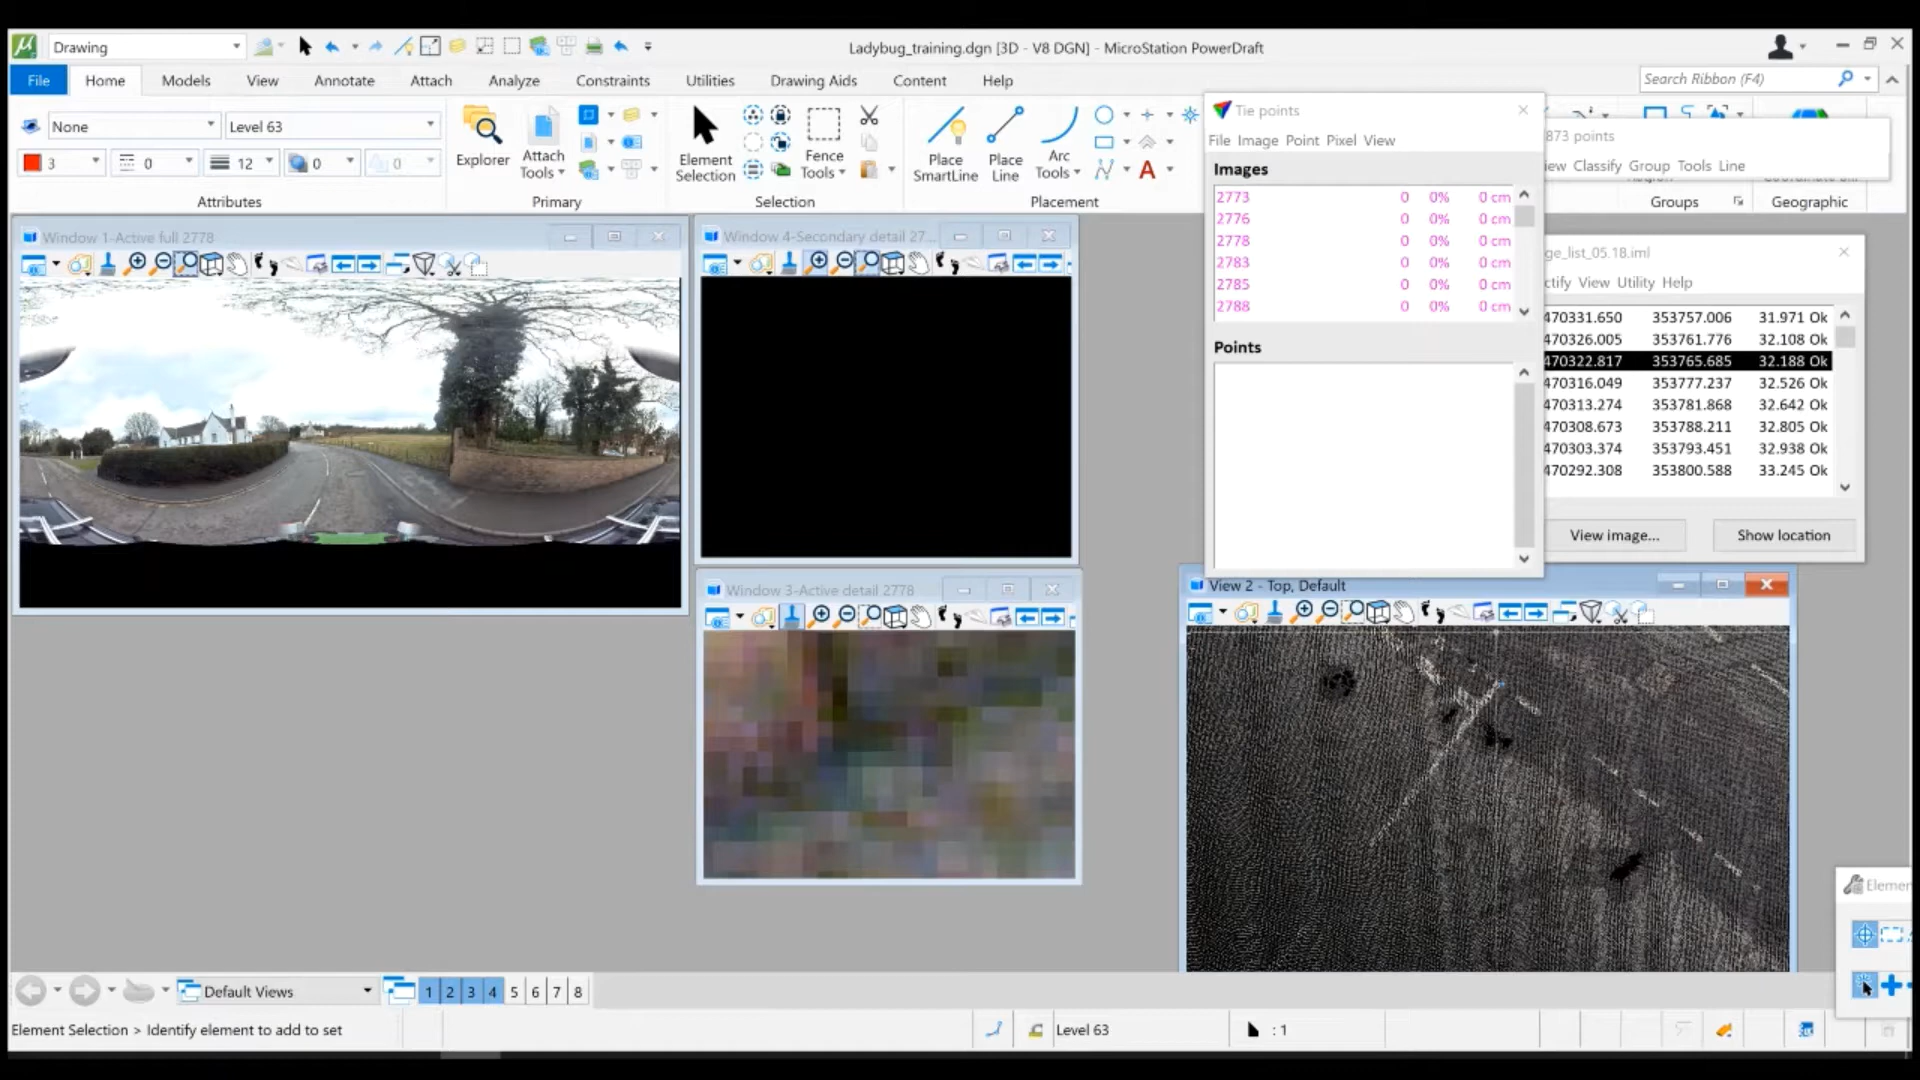 Drawing
Ladybug_training.dgn [3D - V8 DGN] - MicroStation PowerDraft
File Home Models View Annotate Attach Analyze Constraints Utilities Drawing Aids Content Help
Search Ribbon (F4)
None
Level 63
3
0
12
0
0
Attributes
Explorer
Attach
Tools
Primary
Element
Selection
Fence
Tools
Selection
Place
SmartLine
Place
Line
Arc
Tools
Placement
Groups
Geographic
Tie points
File Image Point Pixel View
Images
2773 0 0% 0 cm
2776 0 0% 0 cm
2778 0 0% 0 cm
2783 0 0% 0 cm
2785 0 0% 0 cm
2788 0 0% 0 cm
Points
873 points
Classify Group Tools Line
ge_list_05.18.iml
View Utility Help
470331.650 353757.006 31.971 Ok
470326.005 353761.776 32.108 Ok
470322.817 353765.685 32.188 Ok
470316.049 353777.237 32.526 Ok
470313.274 353781.868 32.642 Ok
470308.673 353788.211 32.805 Ok
470303.374 353793.451 32.938 Ok
470292.308 353800.588 33.245 Ok
View image...
Show location
Window 1-Active full 2778
Window 4-Secondary detail 27...
Window 3-Active detail 2778
View 2 - Top, Default
Elemen
Default Views
1 2 3 4 5 6 7 8
Element Selection > Identify element to add to set
Level 63
: 1